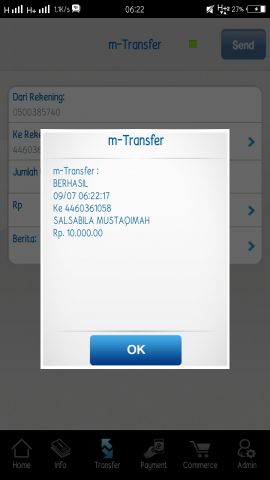 H H+ 1.1K/s 06:22 27%
m-Transfer
Send
Dari Rekening:
0500385740
Ke Reke
44603
Jumlah
Rp
Berita:
m-Transfer
m-Transfer :
BERHASIL
09/07 06:22:17
Ke 4460361058
SALSABILA MUSTAQIMAH
Rp. 10.000.00
OK
Home Info Transfer Payment Commerce Admin